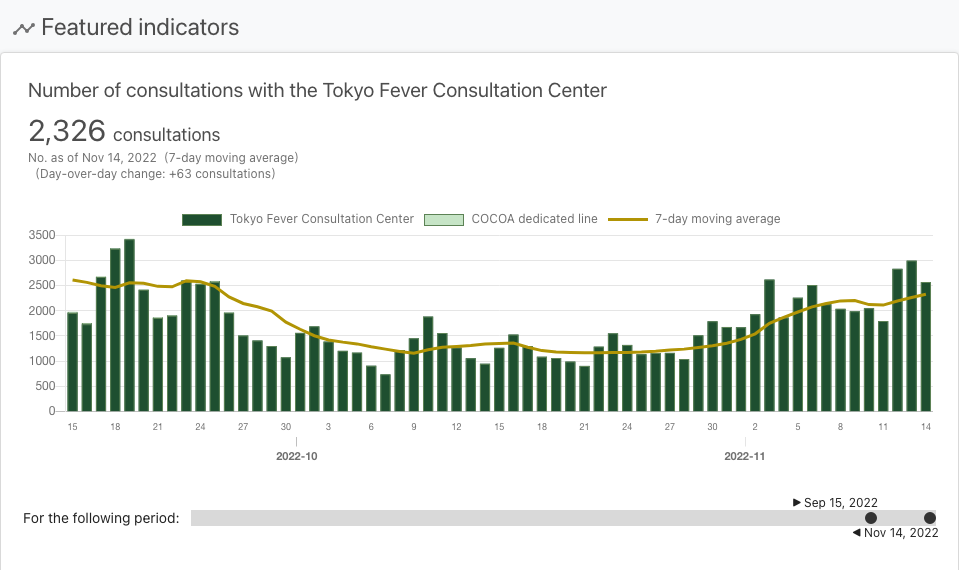 Featured indicators
Number of consultations with the Tokyo Fever Consultation Center
2,326 consultations
No. as of Nov 14, 2022 (7-day moving average)
(Day-over-day change: +63 consultations)
Tokyo Fever Consultation Center COCOA dedicated line 7-day moving average
3500
3000
2500
2000
1500
1000
500
0
15 18 21 24 27 30 3 6 9 12 15 18 21 24 27 30 2 5 8 11 14
2022-10 2022-11
Sep 15, 2022
For the following period:
Nov 14, 2022